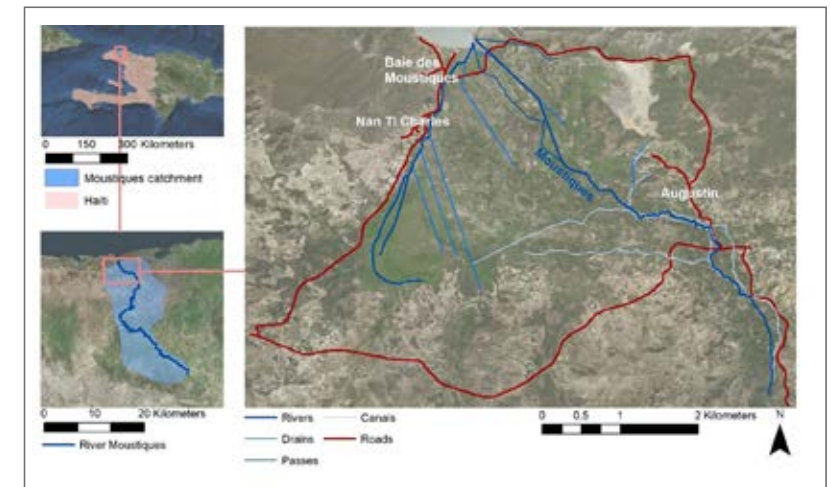 0 150 300 Kilometers
Moustiques catchment
Haiti
0 10 20 Kilometers
River Moustiques
Baie des
Moustiques
Nan Ti Charles
Moustiques
Augustin
Rivers
Canals
Drains
Roads
Passes
0 0.5 1 2 Kilometers
N